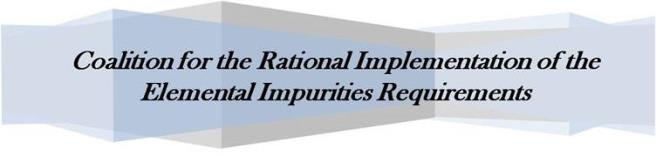 Coalition for the Rational Implementation of the
Elemental Impurities Requirements